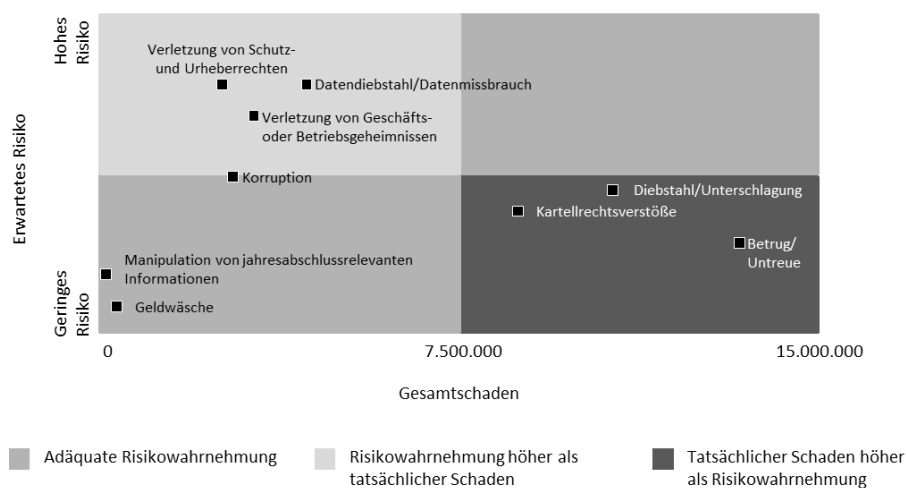 Hohes
Risiko
Erwartetes Risiko
Geringes
Risiko
Verletzung von Schutz-
und Urheberrechten
Datendiebstahl/Datenmissbrauch
Verletzung von Geschäfts-
oder Betriebsgeheimnissen
Korruption
Diebstahl/Unterschlagung
Kartellrechtsverstöße
Betrug/
Untreue
Manipulation von jahresabschlussrelevanten
Informationen
Geldwäsche
0
7.500.000
15.000.000
Gesamtschaden
Adäquate Risikowahrnehmung
Risikowahrnehmung höher als
tatsächlicher Schaden
Tatsächlicher Schaden höher
als Risikowahrnehmung